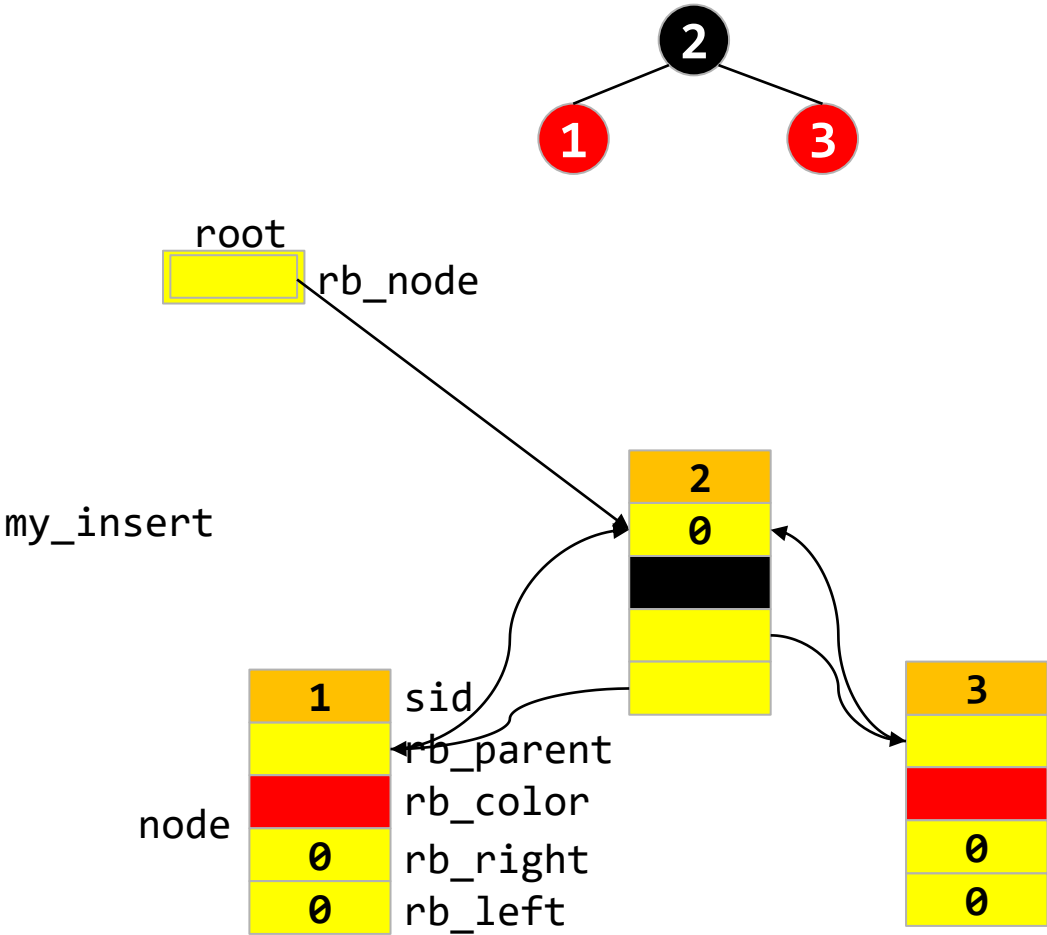 2
1 3
root
rb_node
2
my_insert
0
1 sid
3
rb_parent
node
rb_color
0 rb_right
0
0 rb_left
0